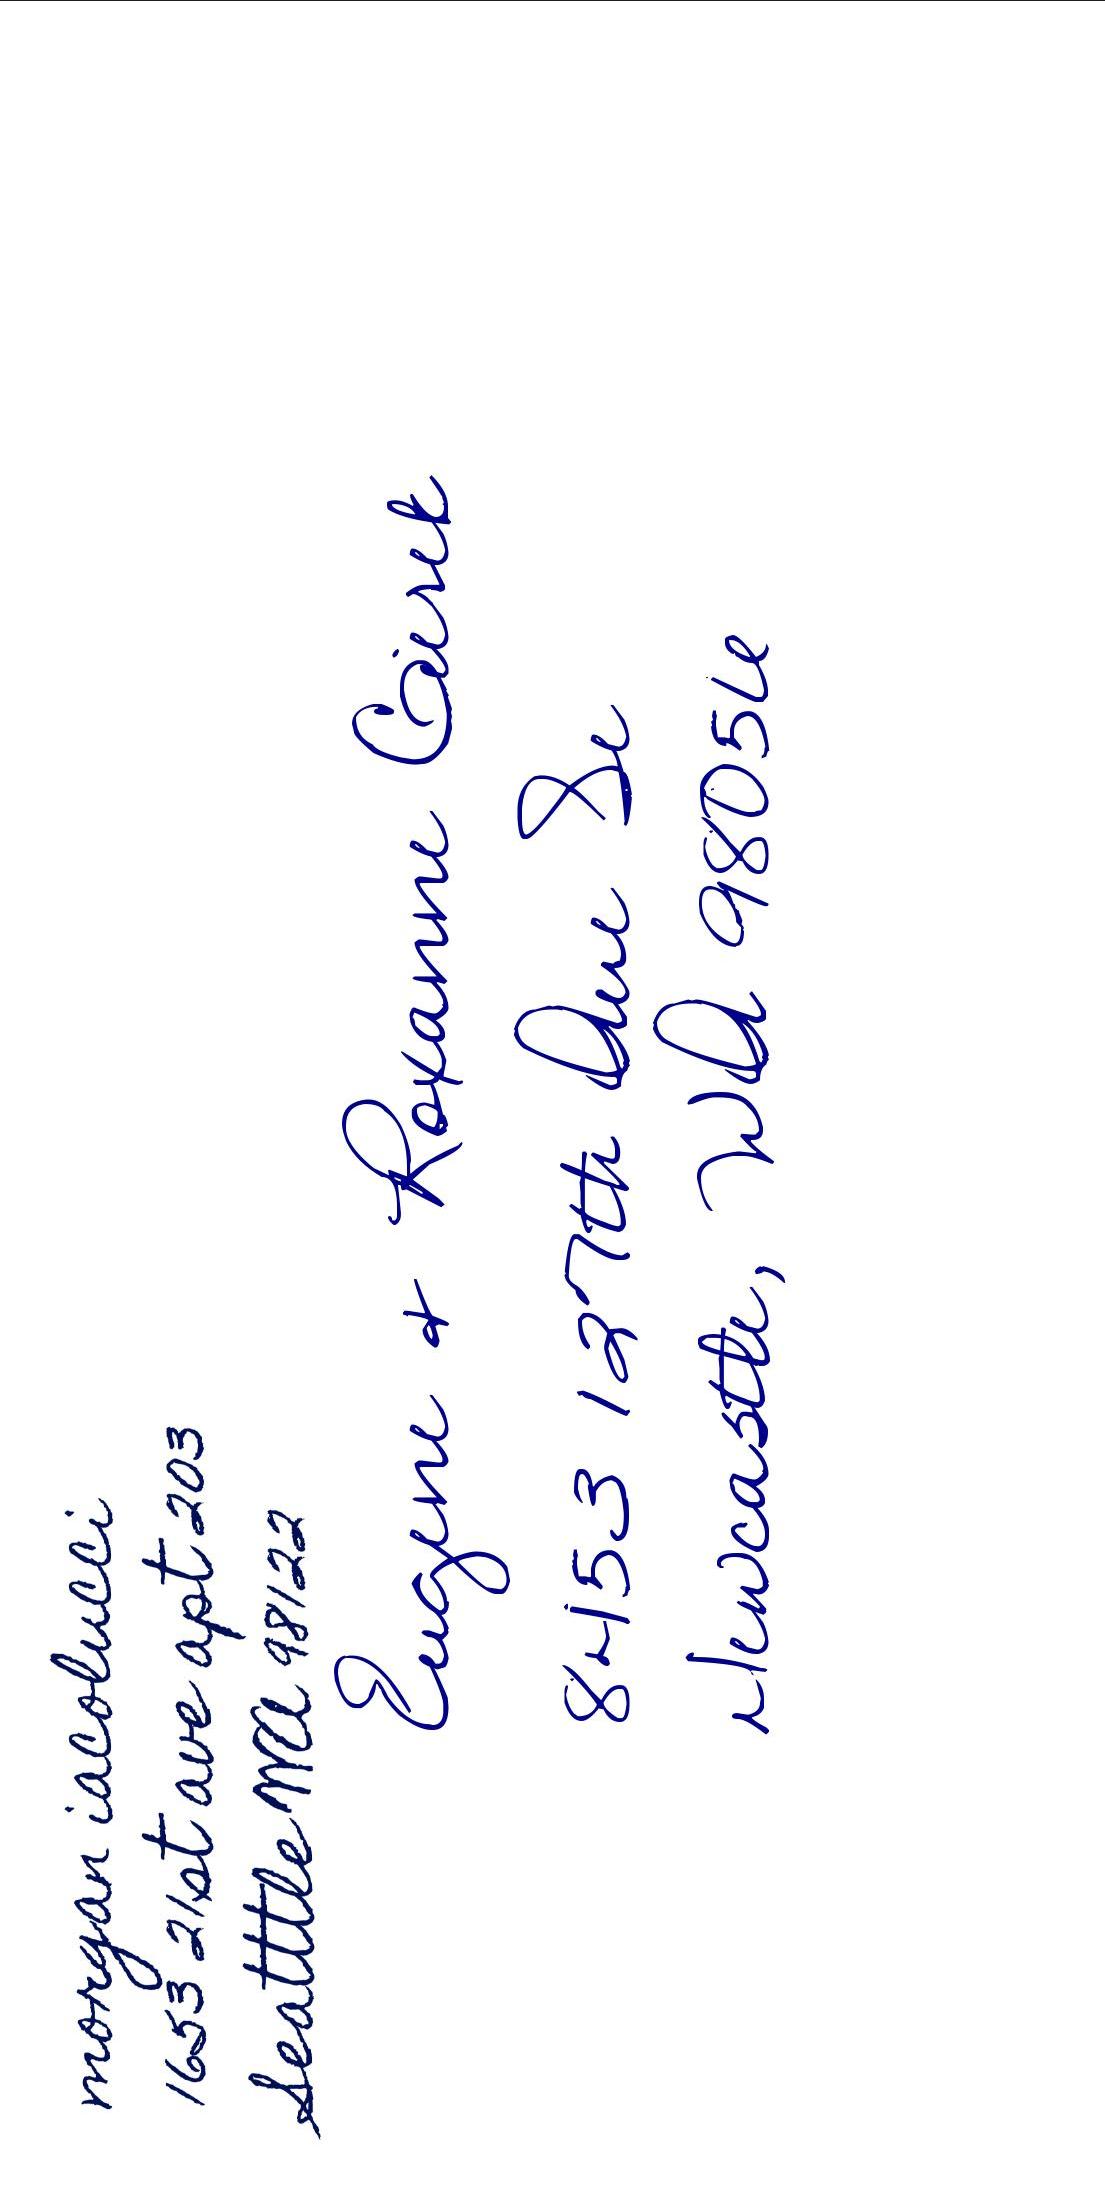 morgan iacolucci
1653 21st ave apt 203
Seatttle WA 98122
Eugene & Roxanne
8453 127th Ave Se
Newcastle, WA 98056